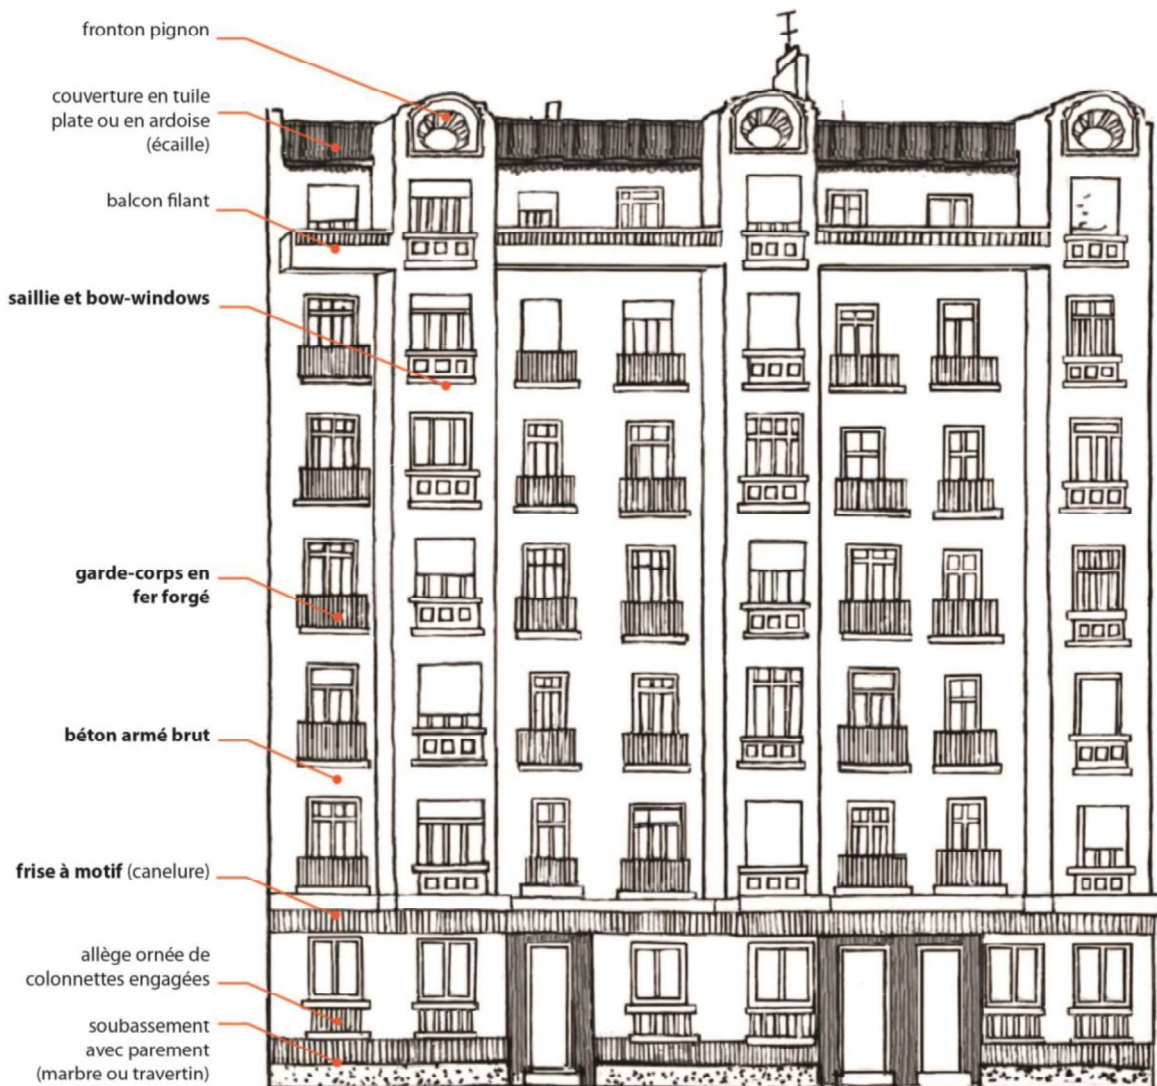 fronton pignon
couverture en tuile
plate ou en ardoise
(écaille)
balcon filant
saillie et bow-windows
garde-corps en
fer forgé
béton armé brut
frise à motif (canelure)
allège ornée de
colonnettes engagées
soubassement
avec parement
(marbre ou travertin)